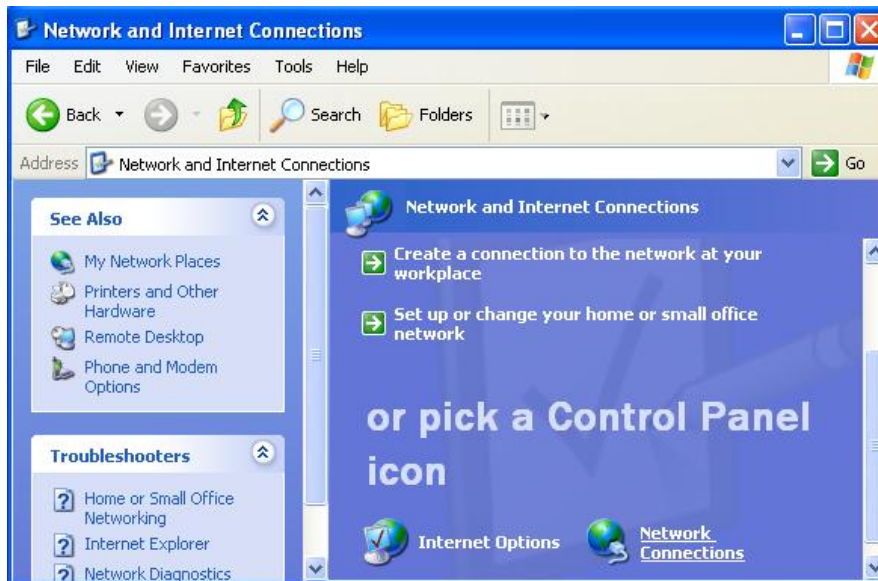 Network and Internet Connections
File Edit View Favorites Tools Help
Back Search Folders
Address Network and Internet Connections Go
See Also
My Network Places
Printers and Other
Hardware
Remote Desktop
Phone and Modem
Options
Troubleshooters
Home or Small Office
Networking
Internet Explorer
Network Diagnostics
Network and Internet Connections
Create a connection to the network at your
workplace
Set up or change your home or small office
network
or pick a Control Panel
icon
Internet Options
Network
Connections